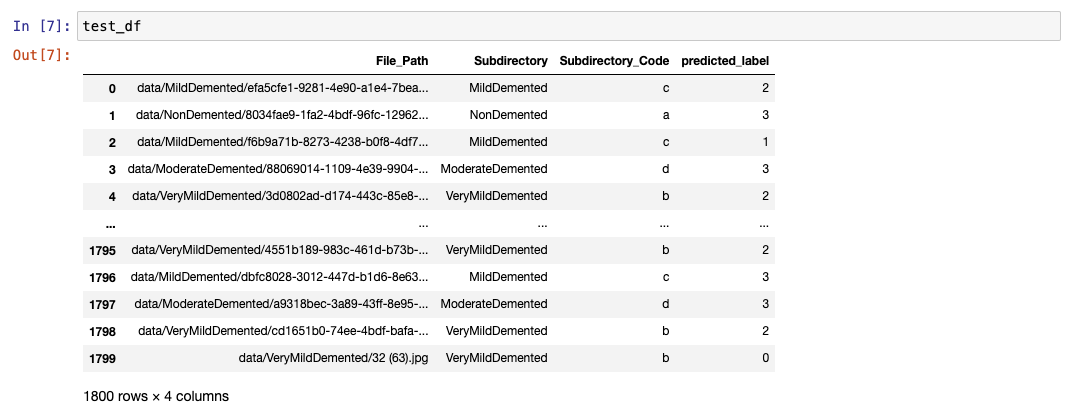 In [7]: test_df
Out[7]:
File_Path Subdirectory Subdirectory_Code predicted_label
0 data/MildDemented/efa5cfe1-9281-4e90-a1e4-7bea... MildDemented c 2
1 data/NonDemented/8034fae9-1fa2-4bdf-96fc-12962... NonDemented a 3
2 data/MildDemented/f6b9a71b-8273-4238-b0f8-4df7... MildDemented c 1
3 data/ModerateDemented/88069014-1109-4e39-9904-... ModerateDemented d 3
4 data/VeryMildDemented/3d0802ad-d174-443c-85e8-... VeryMildDemented b 2
... ... ... ... ...
1795 data/VeryMildDemented/4551b189-983c-461d-b73b-... VeryMildDemented b 2
1796 data/MildDemented/dbfc8028-3012-447d-b1d6-8e63... MildDemented c 3
1797 data/ModerateDemented/a9318bec-3a89-43ff-8e95-... ModerateDemented d 3
1798 data/VeryMildDemented/cd1651b0-74ee-4bdf-bafa-... VeryMildDemented b 2
1799 data/VeryMildDemented/32 (63).jpg VeryMildDemented b 0
1800 rows × 4 columns